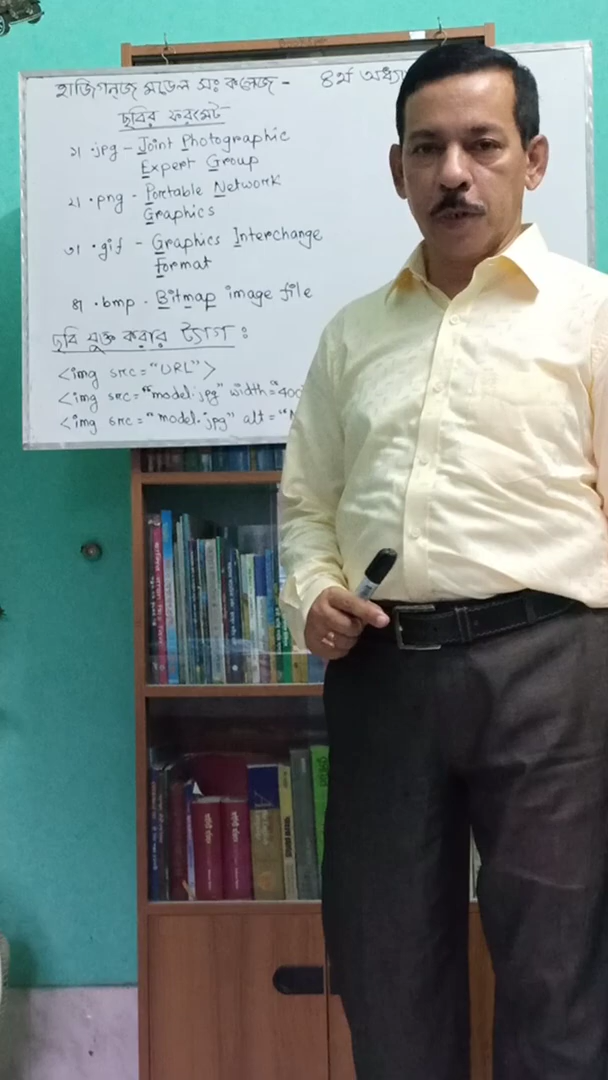 হাজিগনজ মডেল সঃ কলেজ - ৪র্থ অধ্যা
ছবির ফরমেট
১। .jpg - Joint Photographic
Expert Group
২। .png - Portable Network
Graphics
৩। .gif - Graphics Interchange
Format
৪। .bmp - Bitmap image file
ছবি যুক্ত করার ট্যাগ :
<img src="URL">
<img src="model.jpg" width="400
<img src="model.jpg" alt="